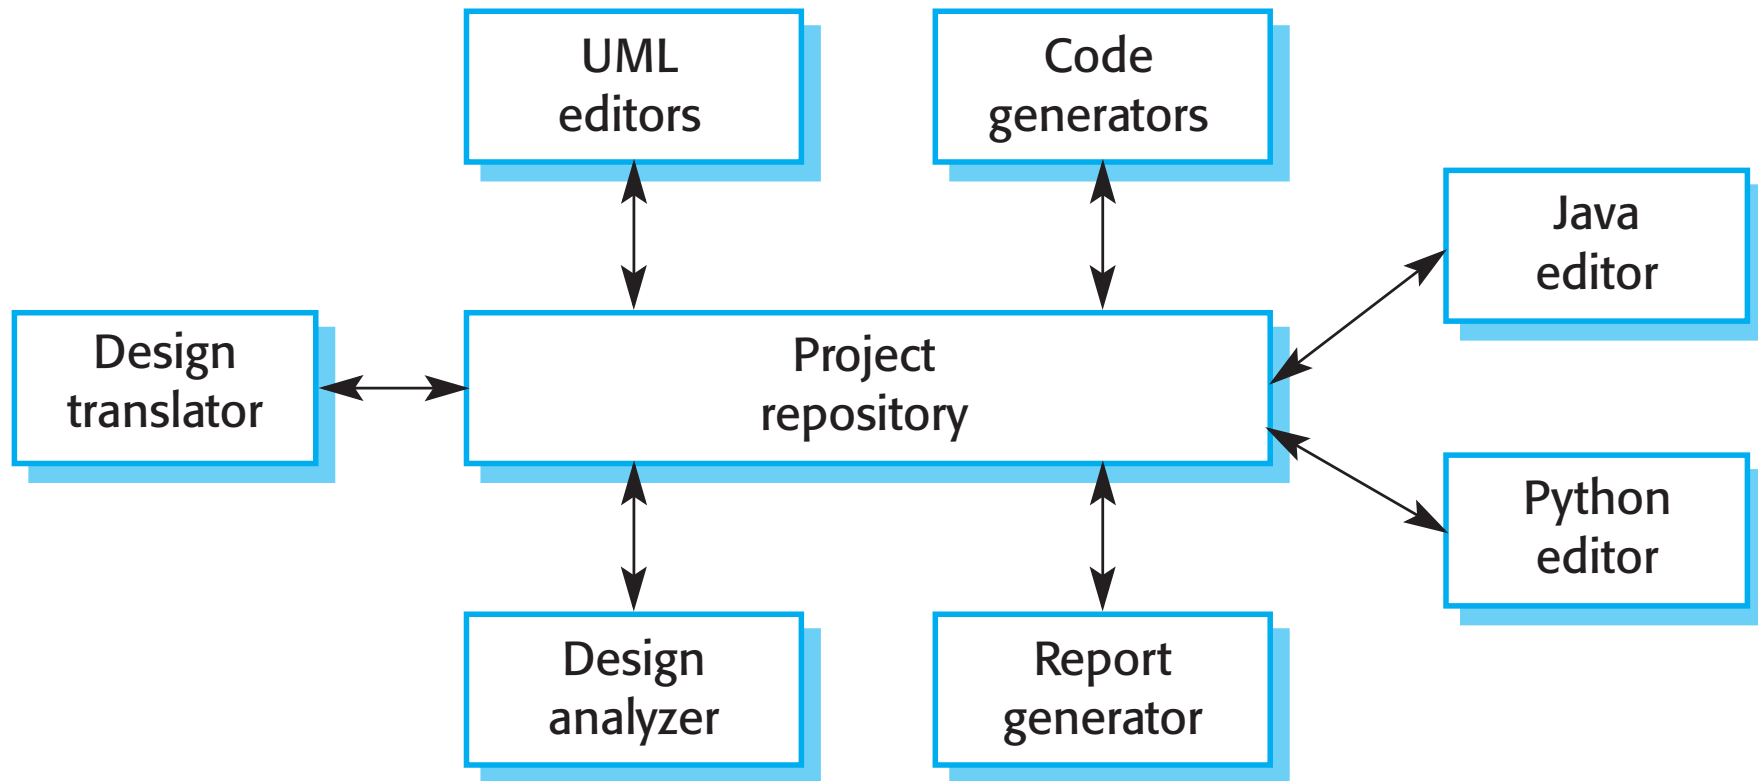 UML
editors
Code
generators
Java
editor
Design
translator
Project
repository
Python
editor
Design
analyzer
Report
generator